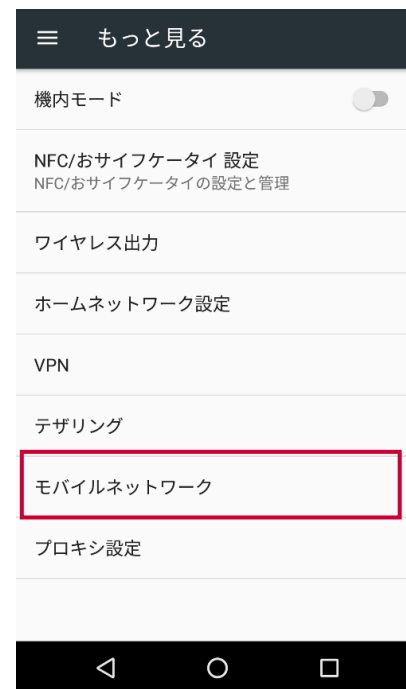 もっと見る
機内モード
NFC/おサイフケータイ 設定
NFC/おサイフケータイの設定と管理
ワイヤレス出力
ホームネットワーク設定
VPN
テザリング
モバイルネットワーク
プロキシ設定